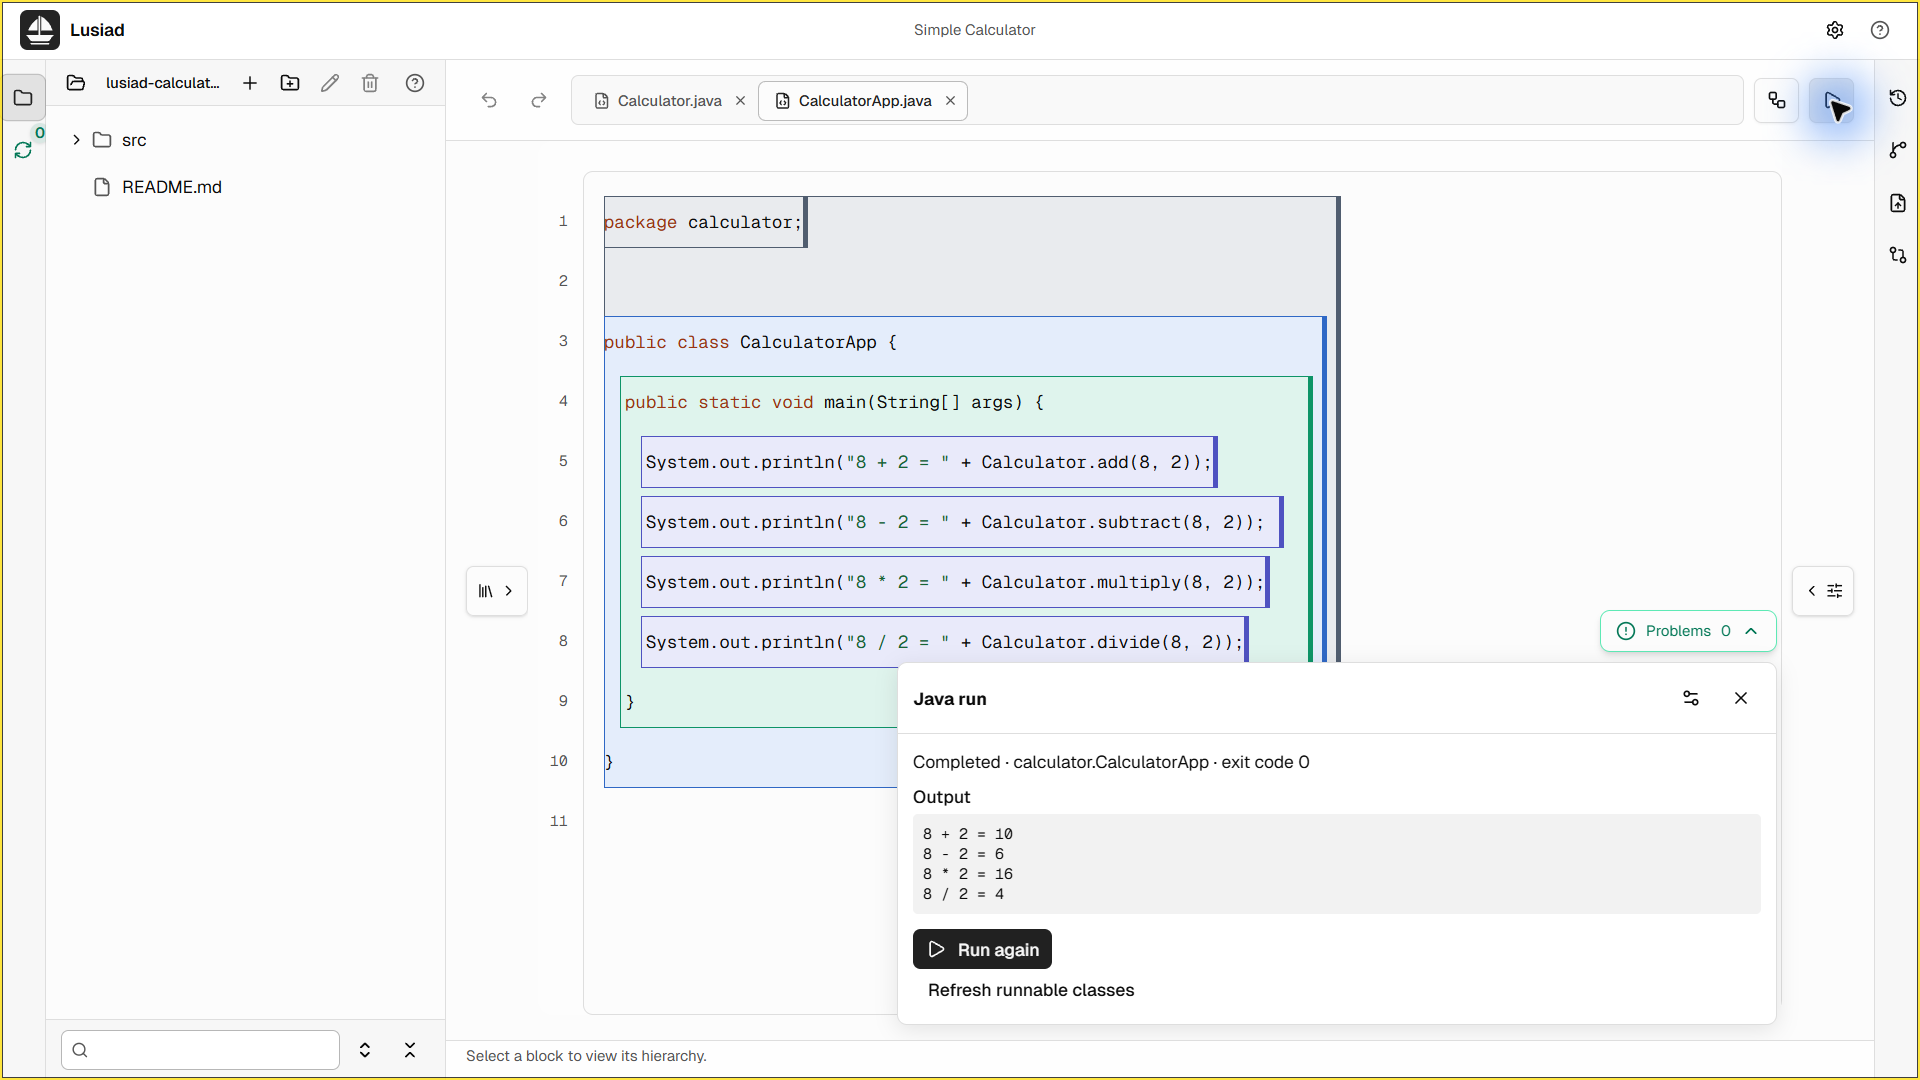 Lusiad
Simple Calculator
lusiad-calculat...
0
src
README.md
Calculator.java
CalculatorApp.java
1 package calculator;
2
3 public class CalculatorApp {
4 public static void main(String[] args) {
5 System.out.println("8 + 2 = " + Calculator.add(8, 2));
6 System.out.println("8 - 2 = " + Calculator.subtract(8, 2));
7 System.out.println("8 * 2 = " + Calculator.multiply(8, 2));
8 System.out.println("8 / 2 = " + Calculator.divide(8, 2));
9 }
10 }
11
Problems 0
Java run
Completed · calculator.CalculatorApp · exit code 0
Output
8 + 2 = 10
8 - 2 = 6
8 * 2 = 16
8 / 2 = 4
Run again
Refresh runnable classes
Select a block to view its hierarchy.